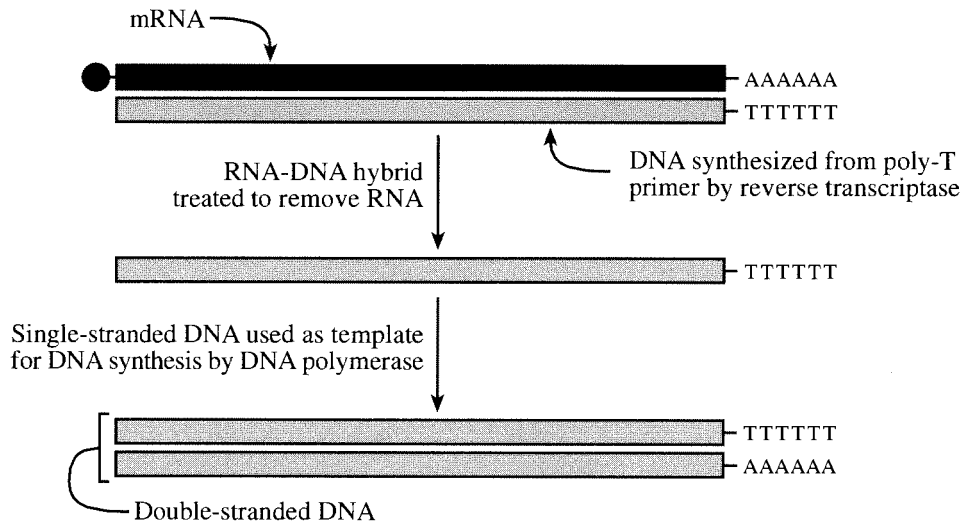 mRNA
AAAAAA
TTTTTT
DNA synthesized from poly-T
primer by reverse transcriptase
RNA-DNA hybrid
treated to remove RNA
TTTTTT
Single-stranded DNA used as template
for DNA synthesis by DNA polymerase
TTTTTT
AAAAAA
Double-stranded DNA